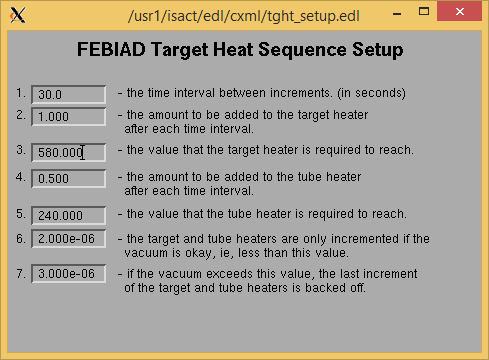 /usr1/isact/edl/cxml/tght_setup.edl
FEBIAD Target Heat Sequence Setup
1. 30.0 - the time interval between increments. (in seconds)
2. 1.000 - the amount to be added to the target heater
after each time interval.
3. 580.000 - the value that the target heater is required to reach.
4. 0.500 - the amount to be added to the tube heater
after each time interval.
5. 240.000 - the value that the tube heater is required to reach.
6. 2.000e-06 - the target and tube heaters are only incremented if the
vacuum is okay, ie, less than this value.
7. 3.000e-06 - if the vacuum exceeds this value, the last increment
of the target and tube heaters is backed off.